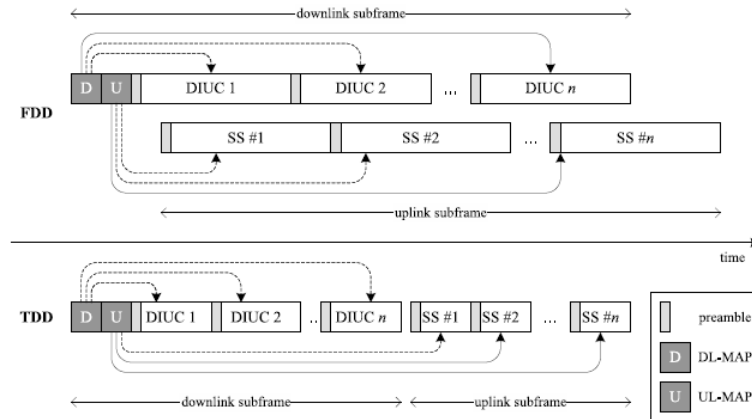 downlink subframe
D U DIUC 1 DIUC 2 ... DIUC n
FDD
SS #1 SS #2 ... SS #n
uplink subframe
time
TDD D U DIUC 1 DIUC 2 .. DIUC n SS #1 SS #2 ... SS #n
downlink subframe uplink subframe
preamble
D DL-MAP
U UL-MAP